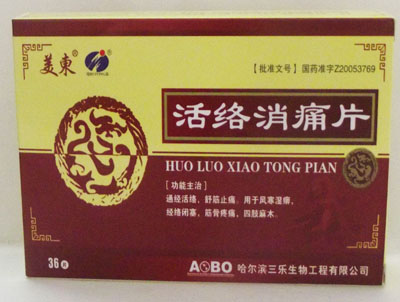 美東
【批准文号】国药准字Z20053769
活络消痛片
HUO LUO XIAO TONG PIAN
[功能主治]
通经活络、舒筋止痛。用于风寒湿痹,
经络闭塞、筋骨疼痛、四肢麻木。
36片
AOBO 哈尔滨三乐生物工程有限公司